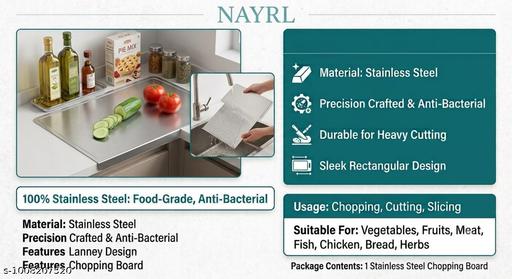 NAYRL
PIE MIX
Material: Stainless Steel
Precision Crafted & Anti-Bacterial
Durable for Heavy Cutting
Sleek Rectangular Design
100% Stainless Steel: Food-Grade, Anti-Bacterial
Material: Stainless Steel
Precision Crafted & Anti-Bacterial
Features Lanney Design
Features Chopping Board
s-1008207520
Usage: Chopping, Cutting, Slicing
Suitable For: Vegetables, Fruits, Meat,
Fish, Chicken, Bread, Herbs
Package Contents: 1 Stainless Steel Chopping Board